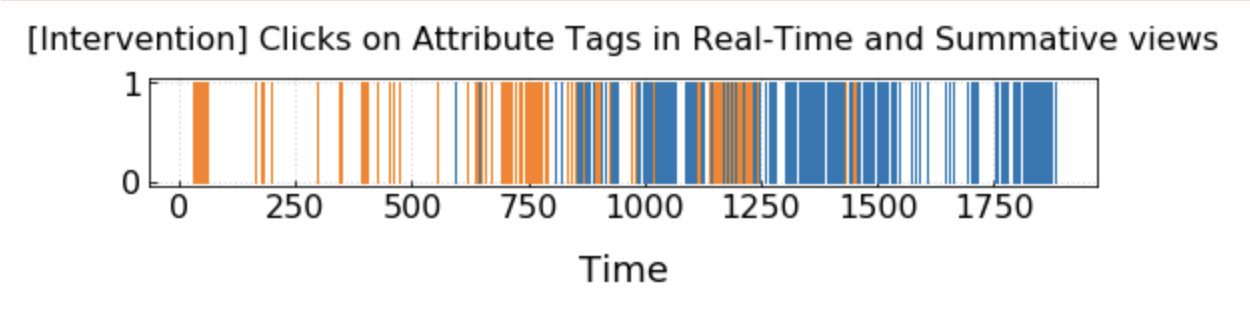 [Intervention] Clicks on Attribute Tags in Real-Time and Summative views
1
0
0 250 500 750 1000 1250 1500 1750
Time